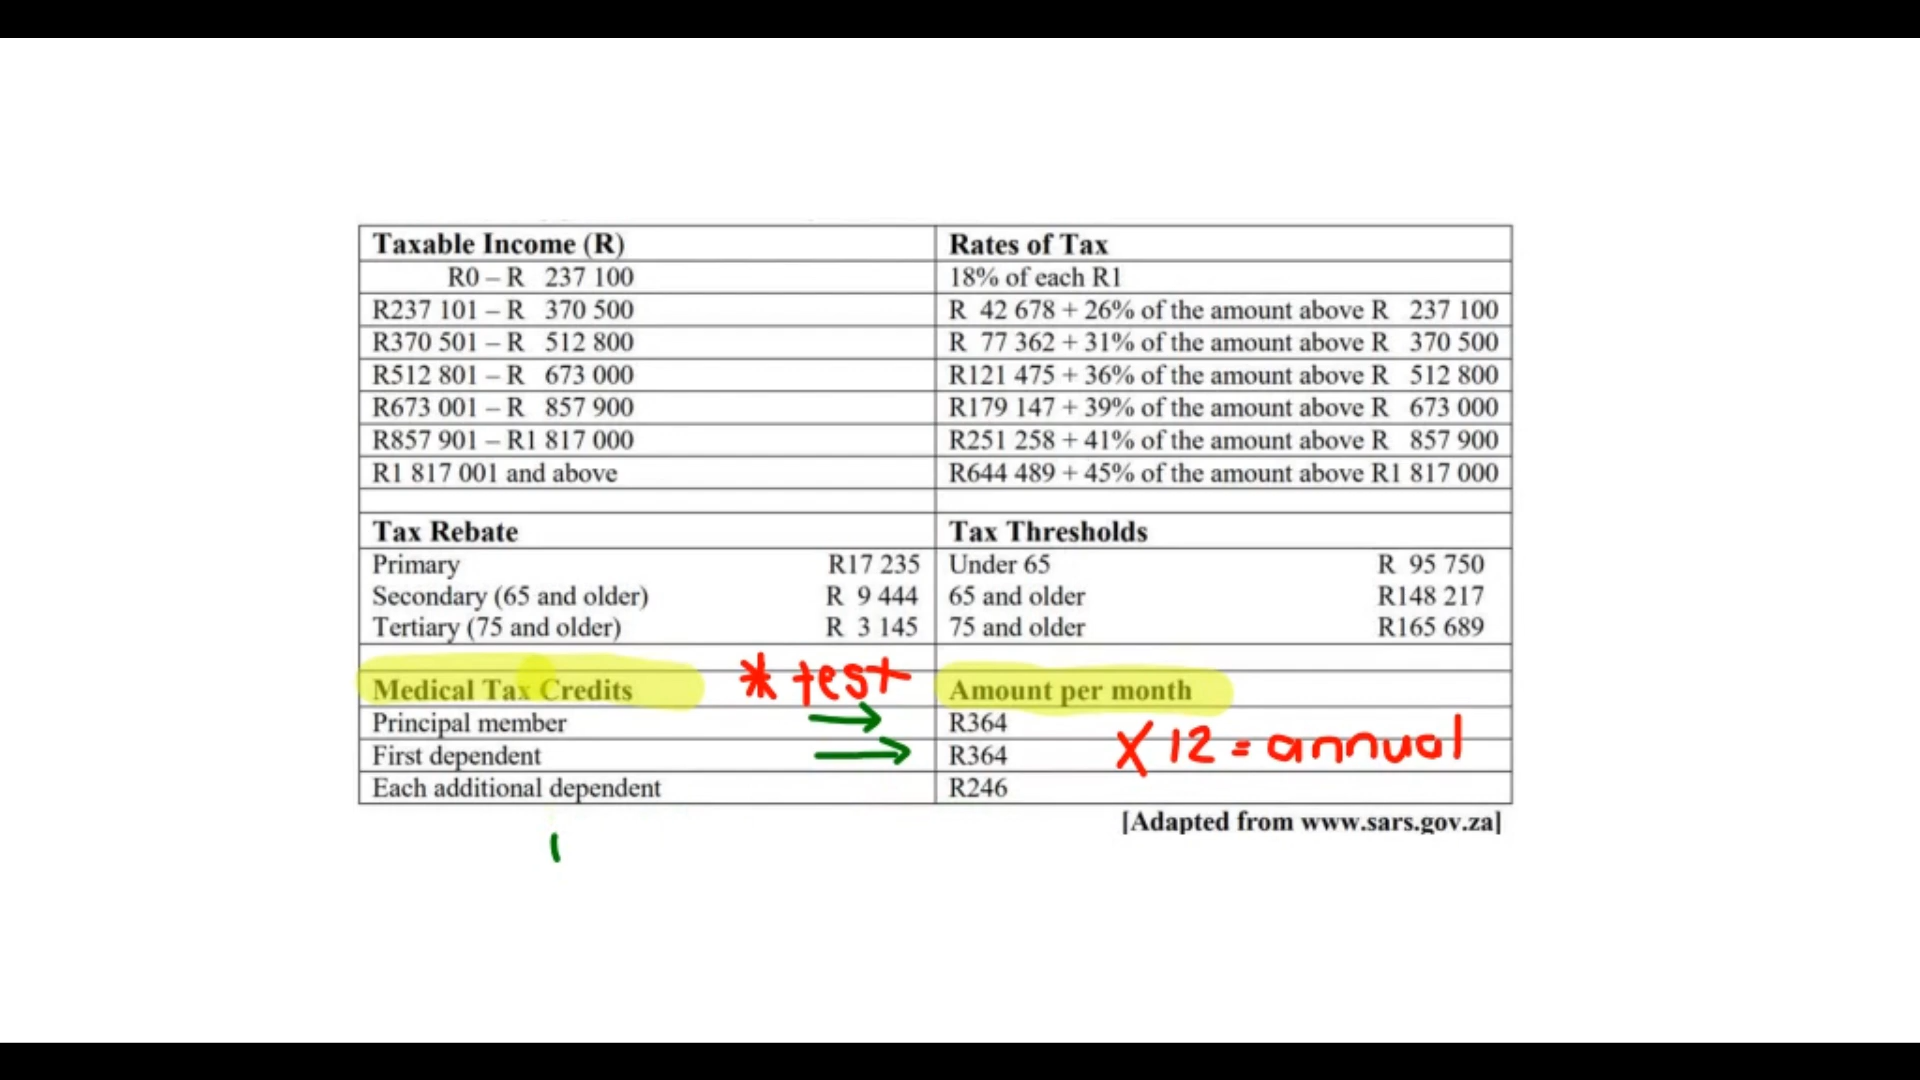 Taxable Income (R) Rates of Tax
R0 – R 237 100 18% of each R1
R237 101 – R 370 500 R 42 678 + 26% of the amount above R 237 100
R370 501 – R 512 800 R 77 362 + 31% of the amount above R 370 500
R512 801 – R 673 000 R121 475 + 36% of the amount above R 512 800
R673 001 – R 857 900 R179 147 + 39% of the amount above R 673 000
R857 901 – R1 817 000 R251 258 + 41% of the amount above R 857 900
R1 817 001 and above R644 489 + 45% of the amount above R1 817 000
Tax Rebate Tax Thresholds
Primary R17 235 Under 65 R 95 750
Secondary (65 and older) R 9 444 65 and older R148 217
Tertiary (75 and older) R 3 145 75 and older R165 689
Medical Tax Credits * test Amount per month
Principal member R364
First dependent R364 X 12 = annual
Each additional dependent R246
[Adapted from www.sars.gov.za]